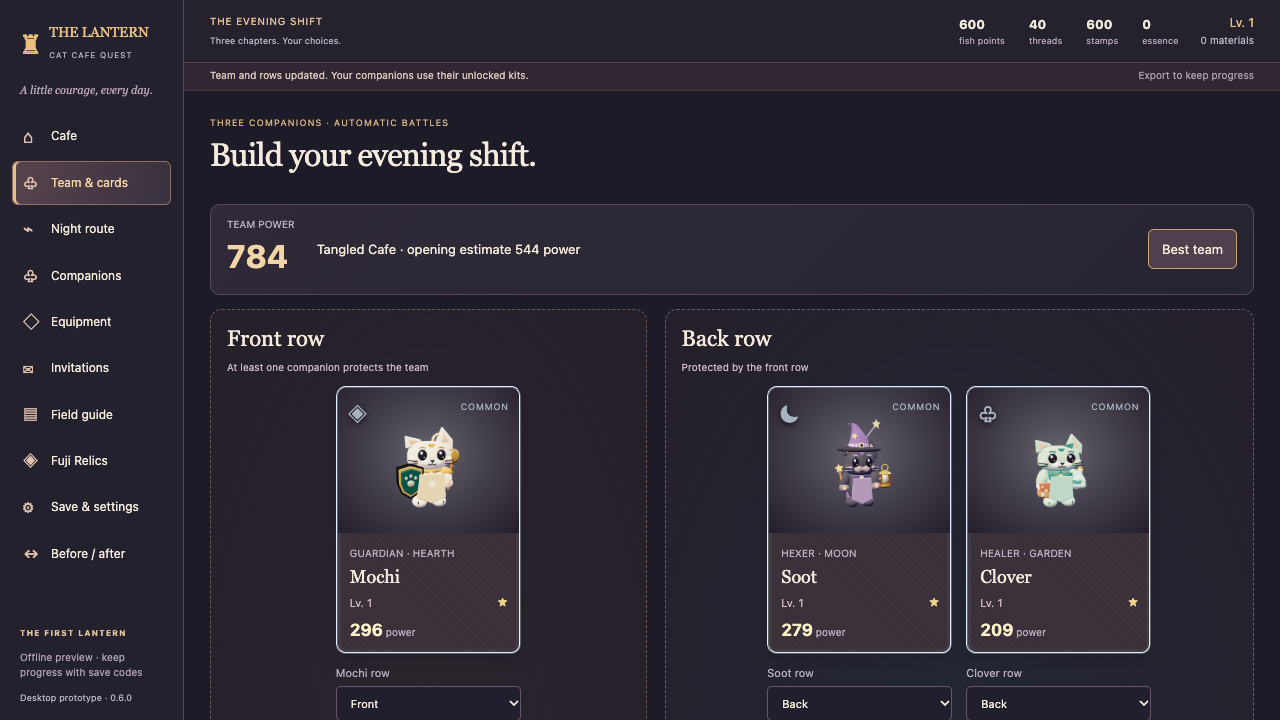 THE LANTERN
CAT CAFE QUEST
A little courage, every day.
Cafe
Team & cards
Night route
Companions
Equipment
Invitations
Field guide
Fuji Relics
Save & settings
Before / after
THE FIRST LANTERN
Offline preview · keep
progress with save codes
Desktop prototype · 0.6.0
THE EVENING SHIFT
Three chapters. Your choices.
600
fish points
40
threads
600
stamps
0
essence
Lv. 1
0 materials
Team and rows updated. Your companions use their unlocked kits.
Export to keep progress
THREE COMPANIONS · AUTOMATIC BATTLES
Build your evening shift.
TEAM POWER
784
Tangled Cafe · opening estimate 544 power
Best team
Front row
At least one companion protects the team
COMMON
GUARDIAN · HEARTH
Mochi
Lv. 1
296 power
Mochi row
Front
Back row
Protected by the front row
COMMON
HEXER · MOON
Soot
Lv. 1
279 power
Soot row
Back
COMMON
HEALER · GARDEN
Clover
Lv. 1
209 power
Clover row
Back